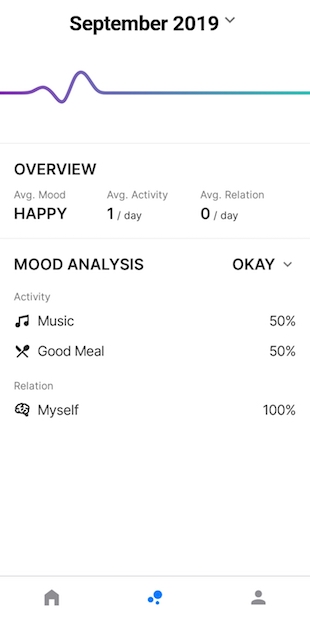 September 2019
OVERVIEW
Avg. Mood Avg. Activity Avg. Relation
HAPPY 1 / day 0 / day
MOOD ANALYSIS OKAY
Activity
Music 50%
Good Meal 50%
Relation
Myself 100%